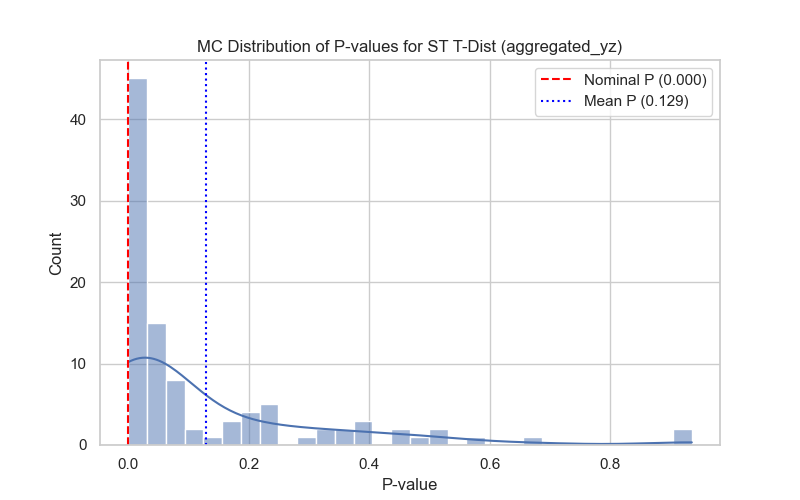 MC Distribution of P-values for ST T-Dist (aggregated_yz)
Nominal P (0.000)
Mean P (0.129)
Count
40
30
20
10
0
0.0 0.2 0.4 0.6 0.8
P-value